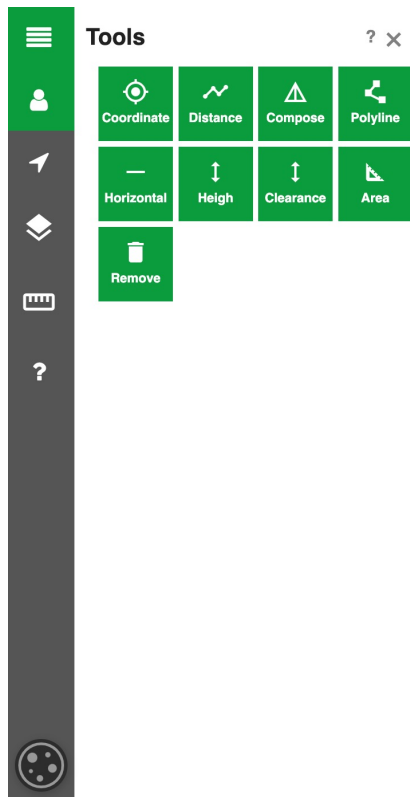 Tools ?
Coordinate Distance Compose Polyline
Horizontal Heigh Clearance Area
Remove
?